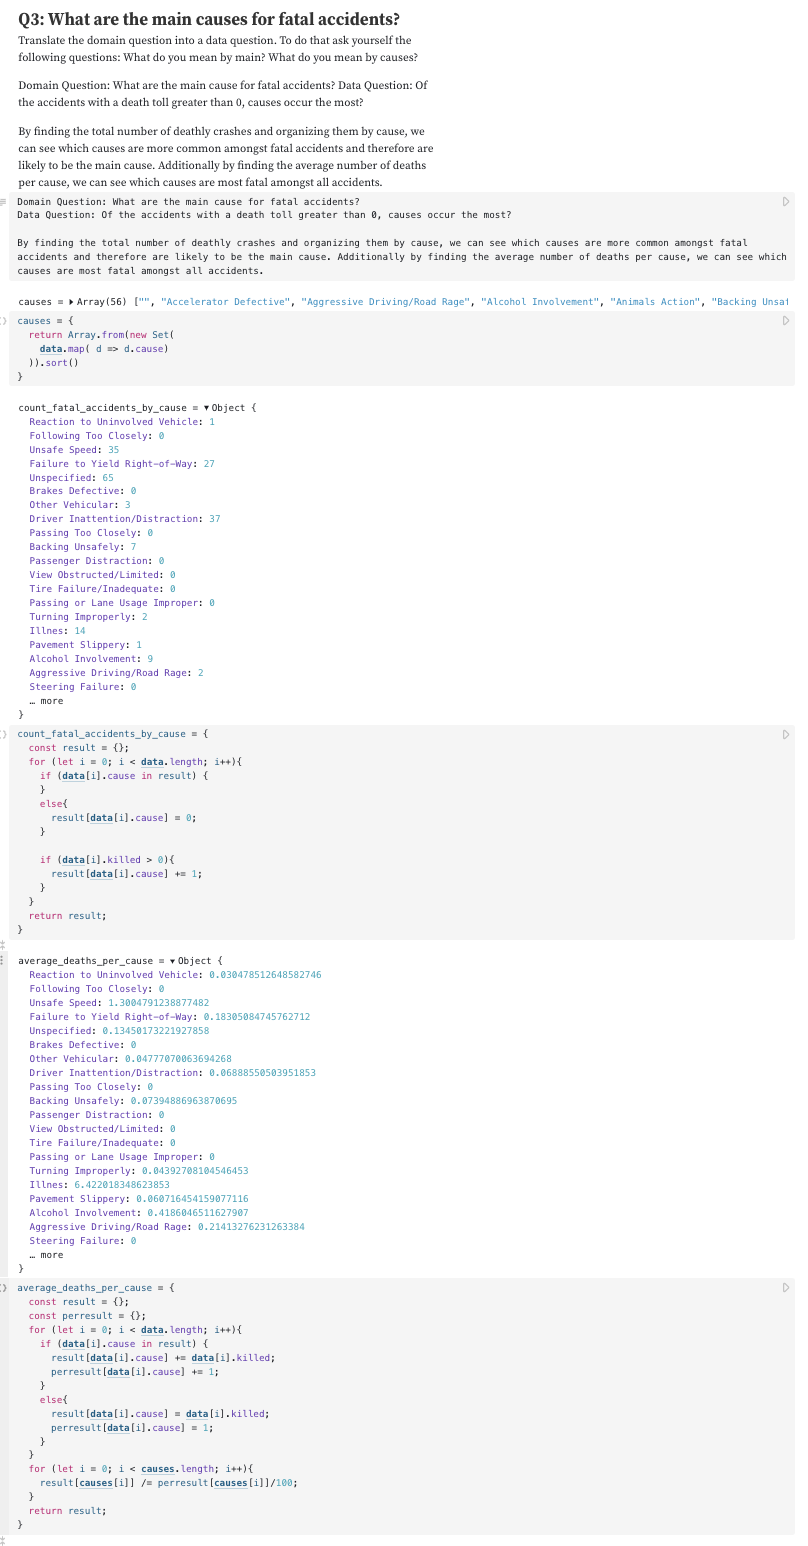 Q3: What are the main causes for fatal accidents?
Translate the domain question into a data question. To do that ask yourself the
following questions: What do you mean by main? What do you mean by causes?
Domain Question: What are the main cause for fatal accidents? Data Question: Of
the accidents with a death toll greater than 0, causes occur the most?
By finding the total number of deathly crashes and organizing them by cause, we
can see which causes are more common amongst fatal accidents and therefore are
likely to be the main cause. Additionally by finding the average number of deaths
per cause, we can see which causes are most fatal amongst all accidents.
Domain Question: What are the main cause for fatal accidents?
Data Question: Of the accidents with a death toll greater than 0, causes occur the most?
By finding the total number of deathly crashes and organizing them by cause, we can see which causes are more common amongst fatal
accidents and therefore are likely to be the main cause. Additionally by finding the average number of deaths per cause, we can see which
causes are most fatal amongst all accidents.
causes = ▶ Array(56) ["", "Accelerator Defective", "Aggressive Driving/Road Rage", "Alcohol Involvement", "Animals Action", "Backing Unsaf
causes = {
  return Array.from(new Set(
    data.map( d => d.cause)
  )).sort()
}
count_fatal_accidents_by_cause = ▼ Object {
  Reaction to Uninvolved Vehicle: 1
  Following Too Closely: 0
  Unsafe Speed: 35
  Failure to Yield Right-of-Way: 27
  Unspecified: 65
  Brakes Defective: 0
  Other Vehicular: 3
  Driver Inattention/Distraction: 37
  Passing Too Closely: 0
  Backing Unsafely: 7
  Passenger Distraction: 0
  View Obstructed/Limited: 0
  Tire Failure/Inadequate: 0
  Passing or Lane Usage Improper: 0
  Turning Improperly: 2
  Illnes: 14
  Pavement Slippery: 1
  Alcohol Involvement: 9
  Aggressive Driving/Road Rage: 2
  Steering Failure: 0
  … more
}
count_fatal_accidents_by_cause = {
  const result = {};
  for (let i = 0; i < data.length; i++){
    if (data[i].cause in result) {
    }
    else{
      result[data[i].cause] = 0;
    }
    if (data[i].killed > 0){
      result[data[i].cause] += 1;
    }
  }
  return result;
}
average_deaths_per_cause = ▼ Object {
  Reaction to Uninvolved Vehicle: 0.030478512648582746
  Following Too Closely: 0
  Unsafe Speed: 1.3004791238877482
  Failure to Yield Right-of-Way: 0.18305084745762712
  Unspecified: 0.13450173221927858
  Brakes Defective: 0
  Other Vehicular: 0.04777070063694268
  Driver Inattention/Distraction: 0.06888550503951853
  Passing Too Closely: 0
  Backing Unsafely: 0.07394886963870695
  Passenger Distraction: 0
  View Obstructed/Limited: 0
  Tire Failure/Inadequate: 0
  Passing or Lane Usage Improper: 0
  Turning Improperly: 0.04392708104546453
  Illnes: 6.422018348623853
  Pavement Slippery: 0.060716454159077116
  Alcohol Involvement: 0.4186046511627907
  Aggressive Driving/Road Rage: 0.21413276231263384
  Steering Failure: 0
  … more
}
average_deaths_per_cause = {
  const result = {};
  const perresult = {};
  for (let i = 0; i < data.length; i++){
    if (data[i].cause in result) {
      result[data[i].cause] += data[i].killed;
      perresult[data[i].cause] += 1;
    }
    else{
      result[data[i].cause] = data[i].killed;
      perresult[data[i].cause] = 1;
    }
  }
  for (let i = 0; i < causes.length; i++){
    result[causes[i]] /= perresult[causes[i]]/100;
  }
  return result;
}